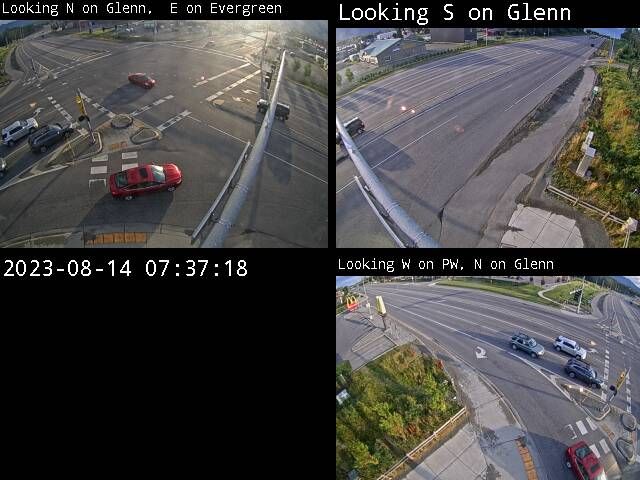 Looking N on Glenn,  E on Evergreen
Looking S on Glenn
2023-08-14 07:37:18
Looking W on PW, N on Glenn